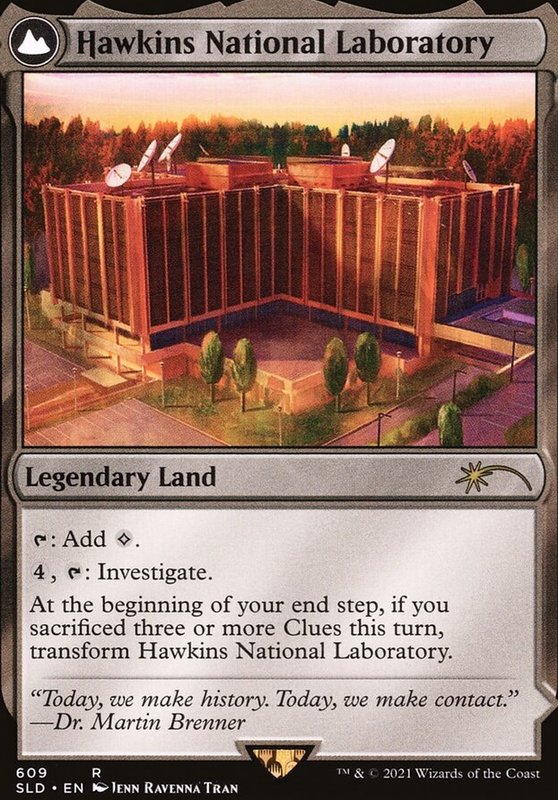 Hawkins National Laboratory
Legendary Land
: Add .
4 , : Investigate.
At the beginning of your end step, if you
sacrificed three or more Clues this turn,
transform Hawkins National Laboratory.
“Today, we make history. Today, we make contact.”
—Dr. Martin Brenner
609 R
SLD • EN Jenn Ravenna Tran
™ & © 2021 Wizards of the Coast